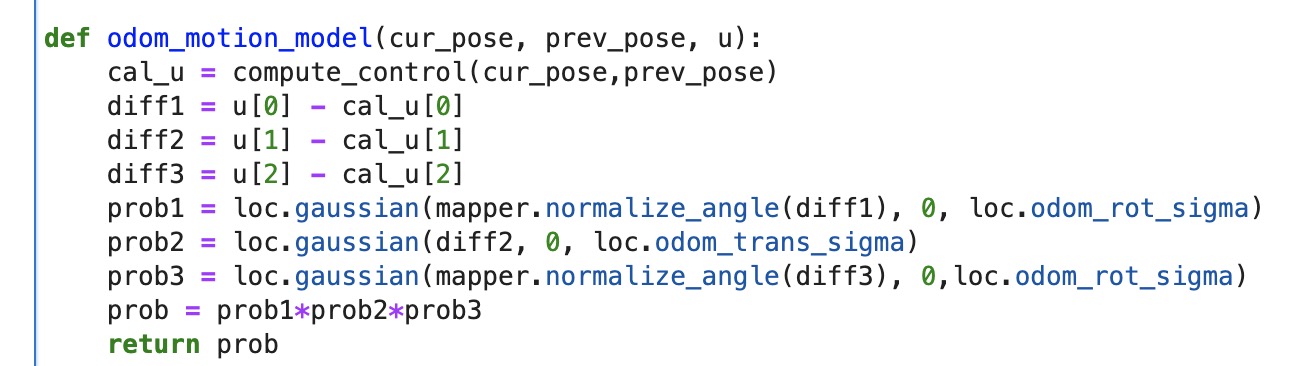 def odom_motion_model(cur_pose, prev_pose, u):
    cal_u = compute_control(cur_pose,prev_pose)
    diff1 = u[0] - cal_u[0]
    diff2 = u[1] - cal_u[1]
    diff3 = u[2] - cal_u[2]
    prob1 = loc.gaussian(mapper.normalize_angle(diff1), 0, loc.odom_rot_sigma)
    prob2 = loc.gaussian(diff2, 0, loc.odom_trans_sigma)
    prob3 = loc.gaussian(mapper.normalize_angle(diff3), 0,loc.odom_rot_sigma)
    prob = prob1*prob2*prob3
    return prob